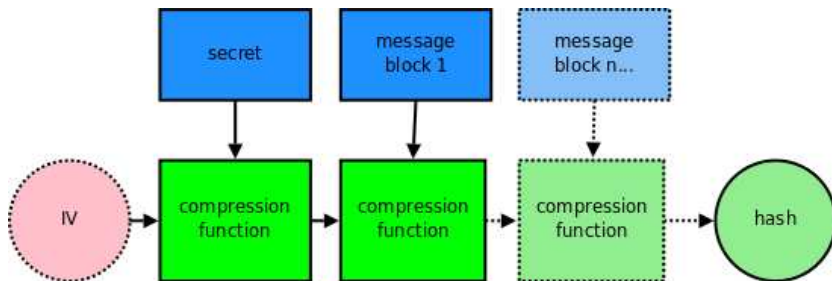 secret
message
block 1
message
block n...
IV
compression
function
compression
function
compression
function
hash